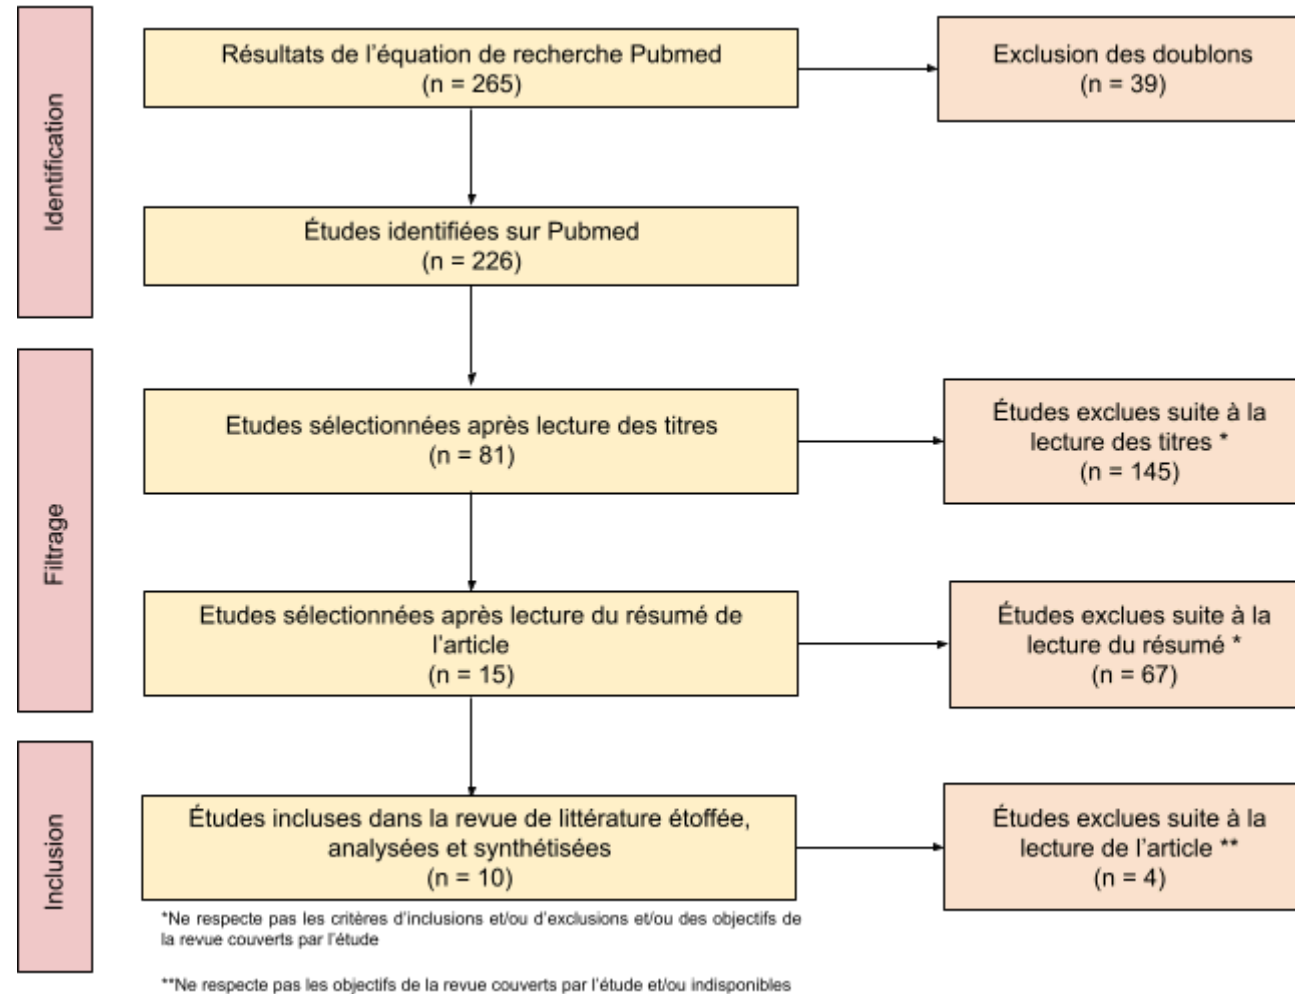 Identification
Résultats de l'équation de recherche Pubmed
(n = 265)
Exclusion des doublons
(n = 39)
Études identifiées sur Pubmed
(n = 226)
Filtrage
Etudes sélectionnées après lecture des titres
(n = 81)
Études exclues suite à la
lecture des titres *
(n = 145)
Etudes sélectionnées après lecture du résumé de
l'article
(n = 15)
Études exclues suite à la
lecture du résumé *
(n = 67)
Inclusion
Études incluses dans la revue de littérature étoffée,
analysées et synthétisées
(n = 10)
Études exclues suite à la
lecture de l'article **
(n = 4)
*Ne respecte pas les critères d'inclusions et/ou d'exclusions et/ou des objectifs de
la revue couverts par l'étude
**Ne respecte pas les objectifs de la revue couverts par l'étude et/ou indisponibles